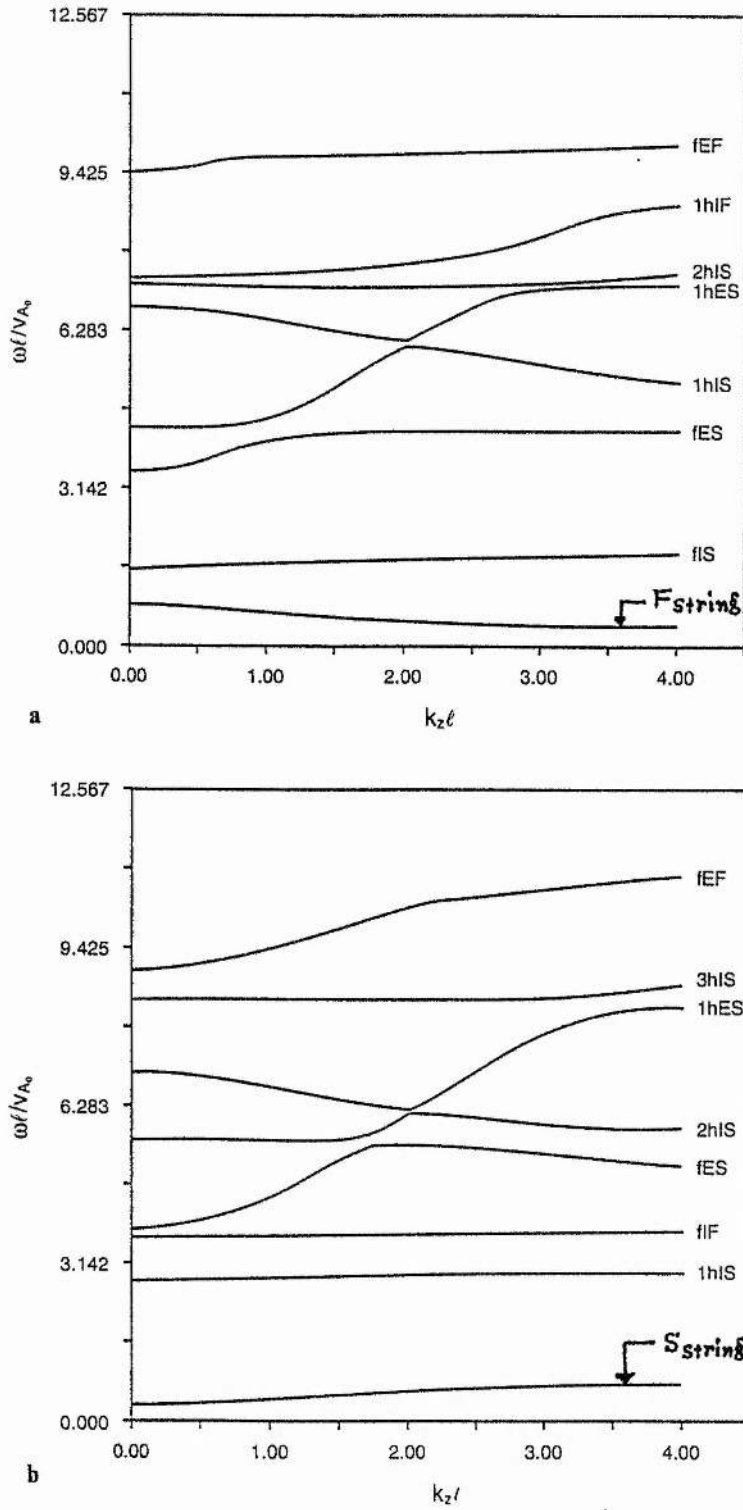 12.567
fEF
9.425
1hIF
2hIS
1hES
6.283
ωℓ/vAₒ
1hIS
fES
3.142
fIS
Fstring
0.000
0.00 1.00 2.00 3.00 4.00
a
kzℓ
12.567
fEF
9.425
3hIS
1hES
6.283
ωℓ/vAₒ
2hIS
fES
fIF
3.142
1hIS
Sstring
0.000
0.00 1.00 2.00 3.00 4.00
b
kzℓ